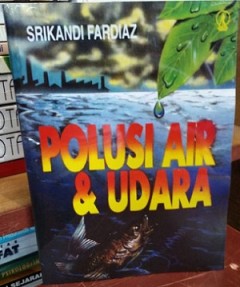 SRIKANDI FARDIAZ
POLUSI AIR
& UDARA